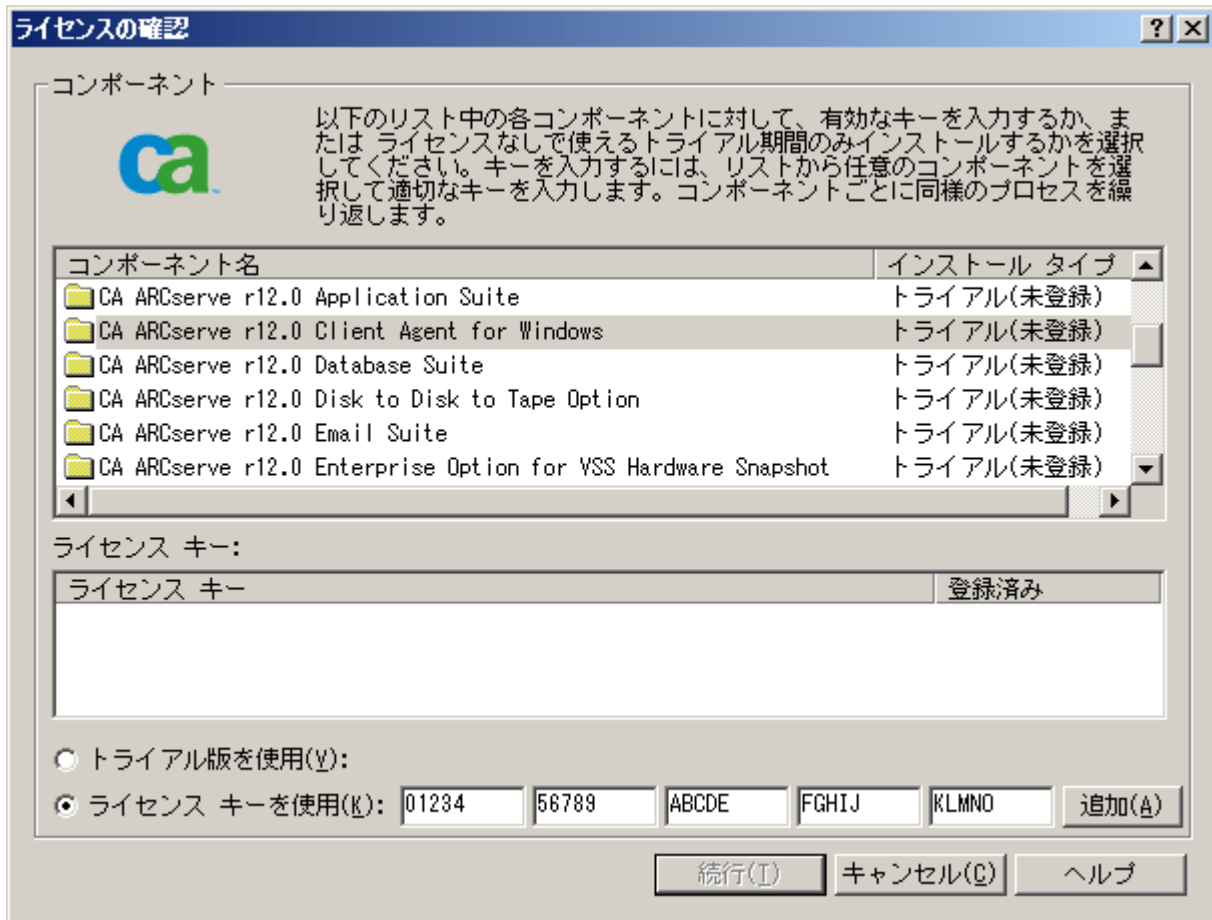 ライセンスの確認
コンポーネント
ca
以下のリスト中の各コンポーネントに対して、有効なキーを入力するか、ま
たは ライセンスなしで使えるトライアル期間のみインストールするかを選択
してください。キーを入力するには、リストから任意のコンポーネントを選
択して適切なキーを入力します。コンポーネントごとに同様のプロセスを繰
り返します。
コンポーネント名 インストール タイプ
CA ARCserve r12.0 Application Suite トライアル(未登録)
CA ARCserve r12.0 Client Agent for Windows トライアル(未登録)
CA ARCserve r12.0 Database Suite トライアル(未登録)
CA ARCserve r12.0 Disk to Disk to Tape Option トライアル(未登録)
CA ARCserve r12.0 Email Suite トライアル(未登録)
CA ARCserve r12.0 Enterprise Option for VSS Hardware Snapshot トライアル(未登録)
ライセンス キー:
ライセンス キー 登録済み
トライアル版を使用(V):
ライセンス キーを使用(K): 01234 56789 ABCDE FGHIJ KLMNO 追加(A)
続行(I) キャンセル(C) ヘルプ